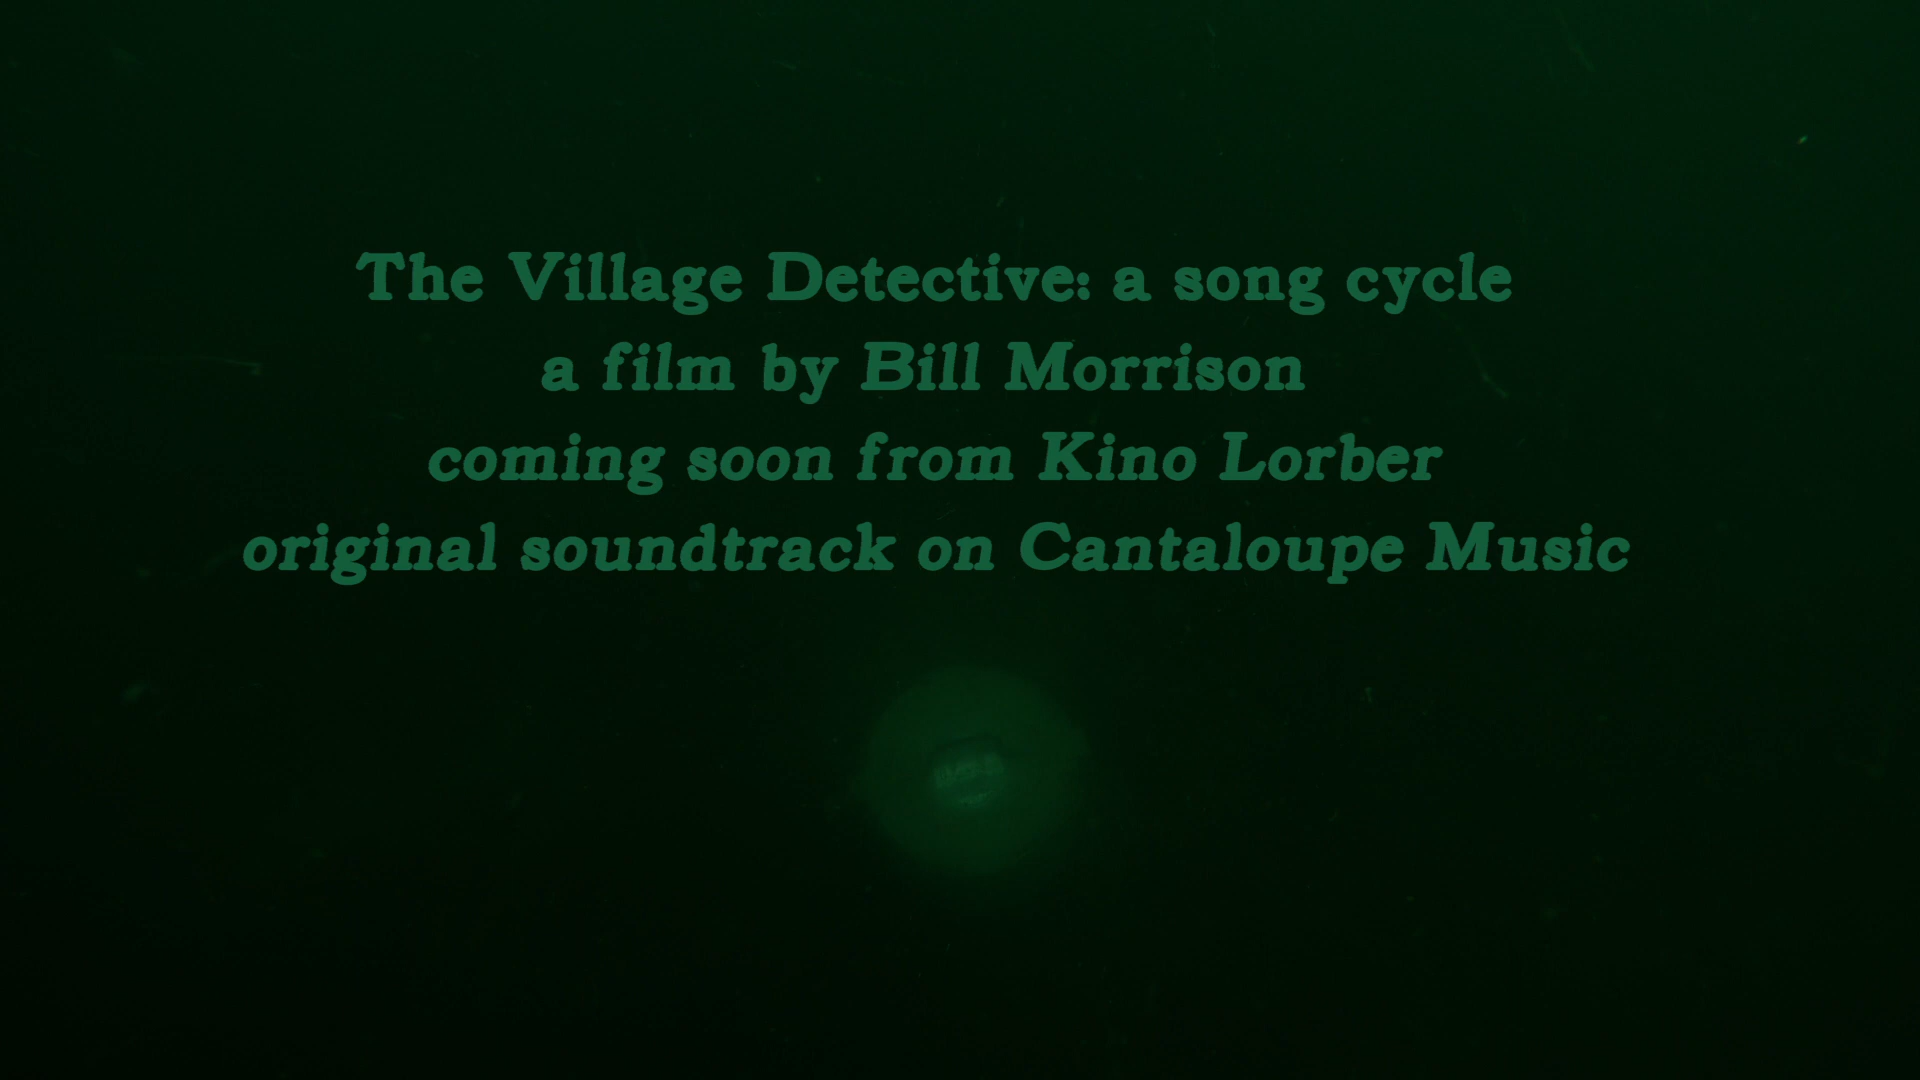 The Village Detective: a song cycle
a film by Bill Morrison
coming soon from Kino Lorber
original soundtrack on Cantaloupe Music